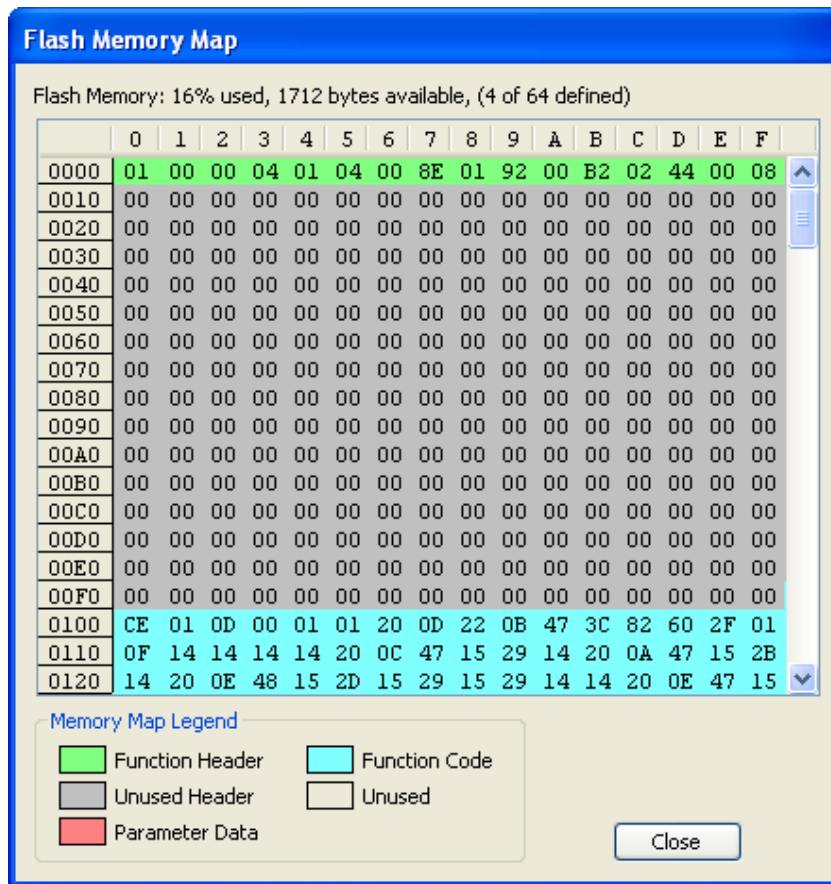 Flash Memory Map
Flash Memory: 16% used, 1712 bytes available, (4 of 64 defined)
0 1 2 3 4 5 6 7 8 9 A B C D E F
0000 01 00 00 04 01 04 00 8E 01 92 00 B2 02 44 00 08
0010 00 00 00 00 00 00 00 00 00 00 00 00 00 00 00 00
0020 00 00 00 00 00 00 00 00 00 00 00 00 00 00 00 00
0030 00 00 00 00 00 00 00 00 00 00 00 00 00 00 00 00
0040 00 00 00 00 00 00 00 00 00 00 00 00 00 00 00 00
0050 00 00 00 00 00 00 00 00 00 00 00 00 00 00 00 00
0060 00 00 00 00 00 00 00 00 00 00 00 00 00 00 00 00
0070 00 00 00 00 00 00 00 00 00 00 00 00 00 00 00 00
0080 00 00 00 00 00 00 00 00 00 00 00 00 00 00 00 00
0090 00 00 00 00 00 00 00 00 00 00 00 00 00 00 00 00
00A0 00 00 00 00 00 00 00 00 00 00 00 00 00 00 00 00
00B0 00 00 00 00 00 00 00 00 00 00 00 00 00 00 00 00
00C0 00 00 00 00 00 00 00 00 00 00 00 00 00 00 00 00
00D0 00 00 00 00 00 00 00 00 00 00 00 00 00 00 00 00
00E0 00 00 00 00 00 00 00 00 00 00 00 00 00 00 00 00
00F0 00 00 00 00 00 00 00 00 00 00 00 00 00 00 00 00
0100 CE 01 0D 00 01 01 20 0D 22 0B 47 3C 82 60 2F 01
0110 0F 14 14 14 14 20 0C 47 15 29 14 20 0A 47 15 2B
0120 14 20 0E 48 15 2D 15 29 15 29 14 14 20 0E 47 15
Memory Map Legend
Function Header Function Code
Unused Header Unused
Parameter Data
Close